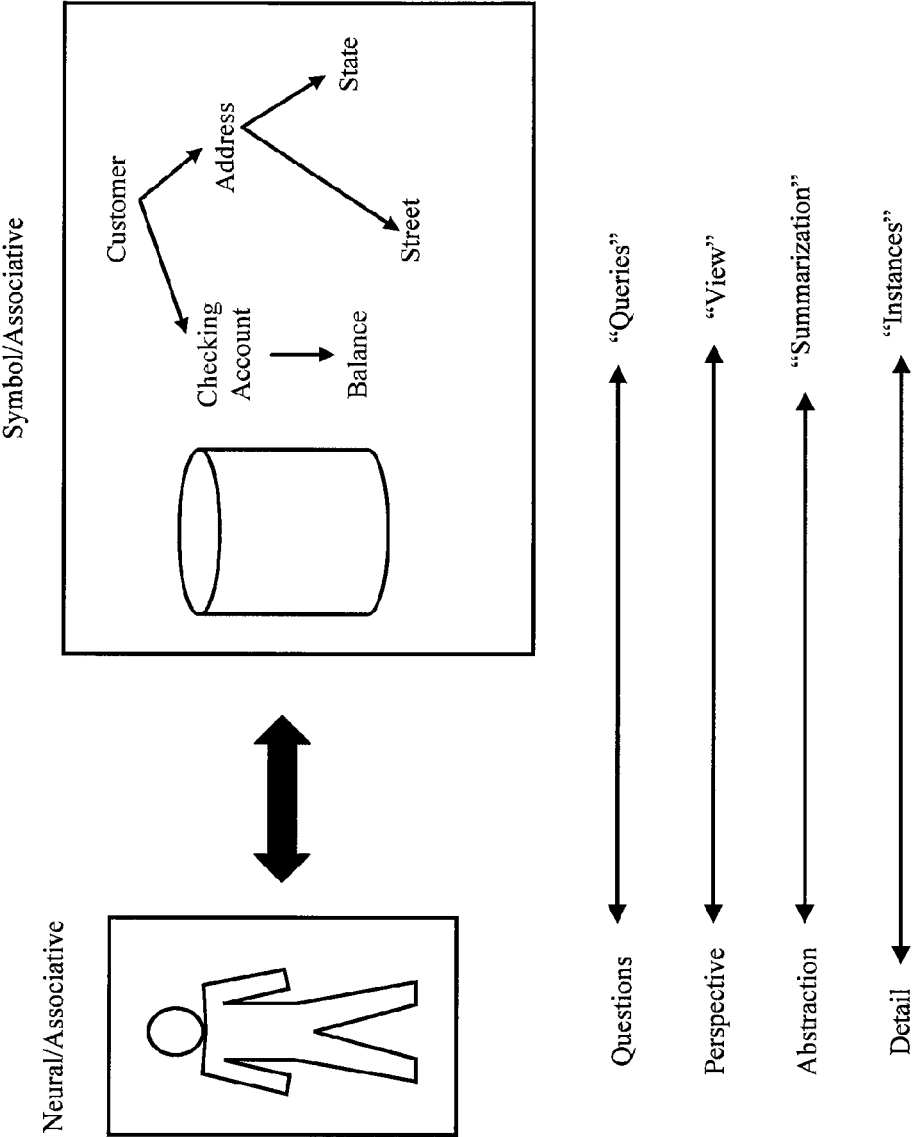 Neural/Associative
Symbol/Associative
Customer
Checking
Account
Address
Balance
Street
State
Questions
“Queries”
Perspective
“View”
Abstraction
“Summarization”
Detail
“Instances”